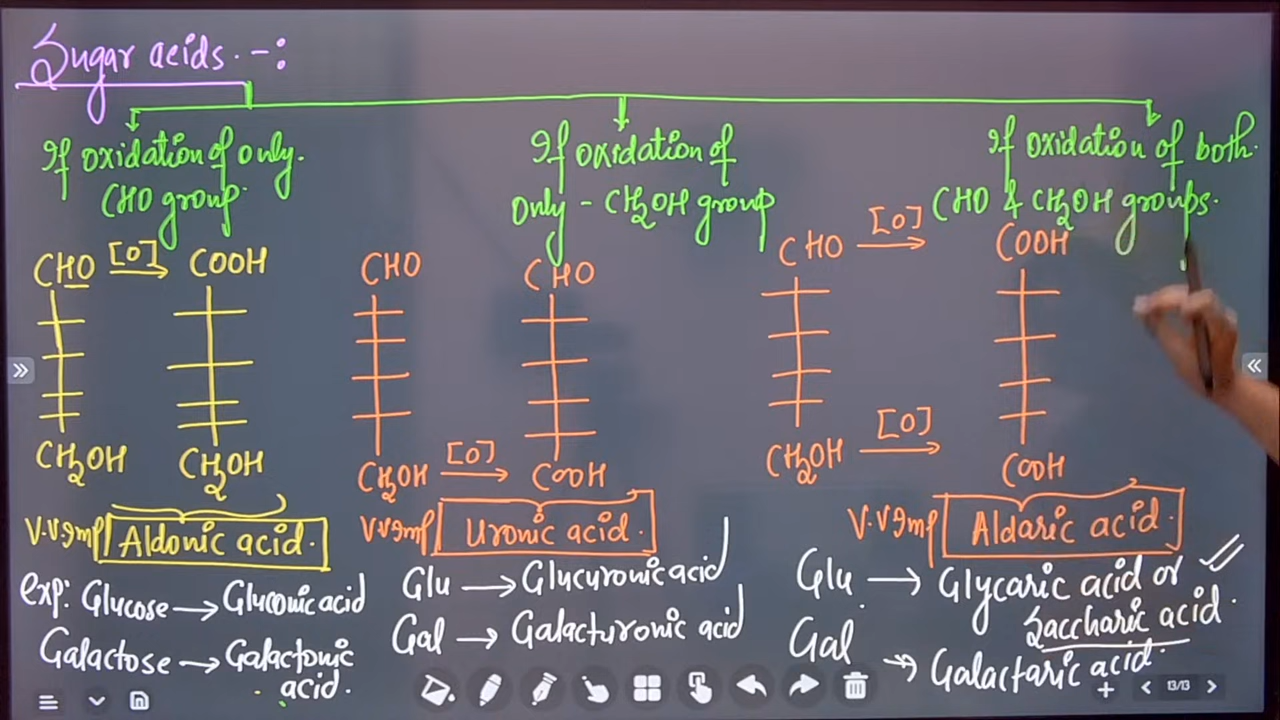 Sugar acids. -:
If oxidation of only.
CHO group.
CHO [O] COOH
CH2OH CH2OH
V.V.Imp Aldonic acid.
exp: Glucose → Gluconic acid
Galactose → Galactonic
acid.
If oxidation of
only - CH2OH group
CHO CHO
CH2OH [O] COOH
V.V.Imp Uronic acid.
Glu → Glucuronic acid
Gal → Galacturonic acid
If oxidation of both.
CHO & CH2OH groups.
CHO [O] COOH
CH2OH [O] COOH
V.V.Imp Aldaric acid.
Glu → Glycaric acid or
Saccharic acid.
Gal → Galactaric acid.
13/13